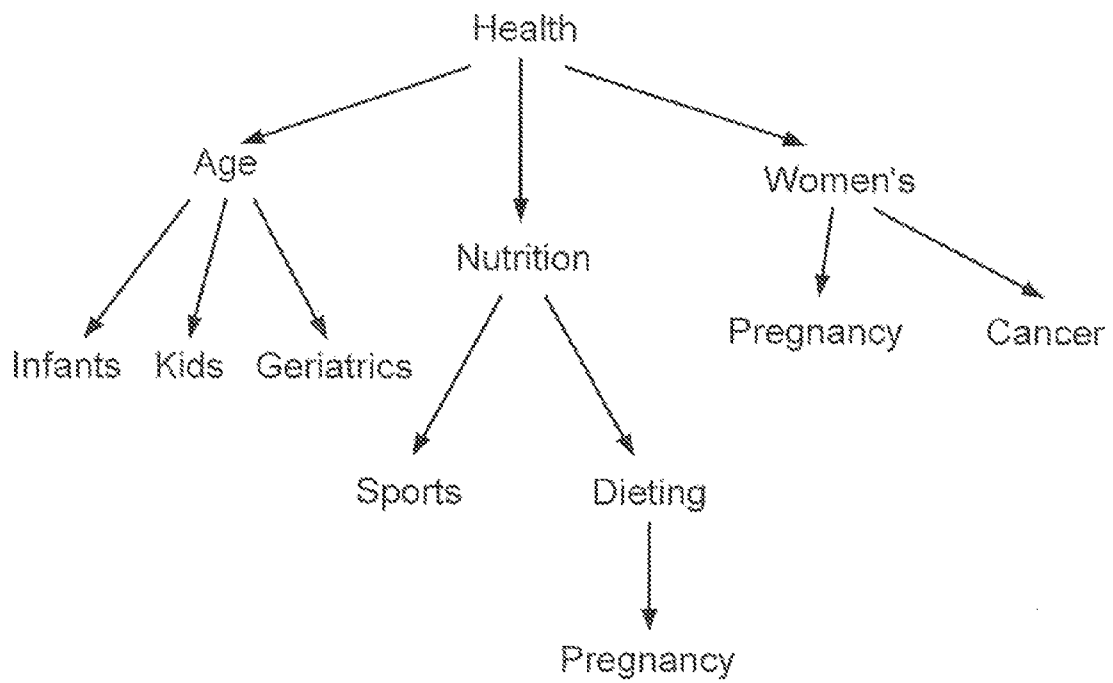 Health
Age
Women's
Nutrition
Pregnancy
Cancer
Infants Kids Geriatrics
Sports
Dieting
Pregnancy